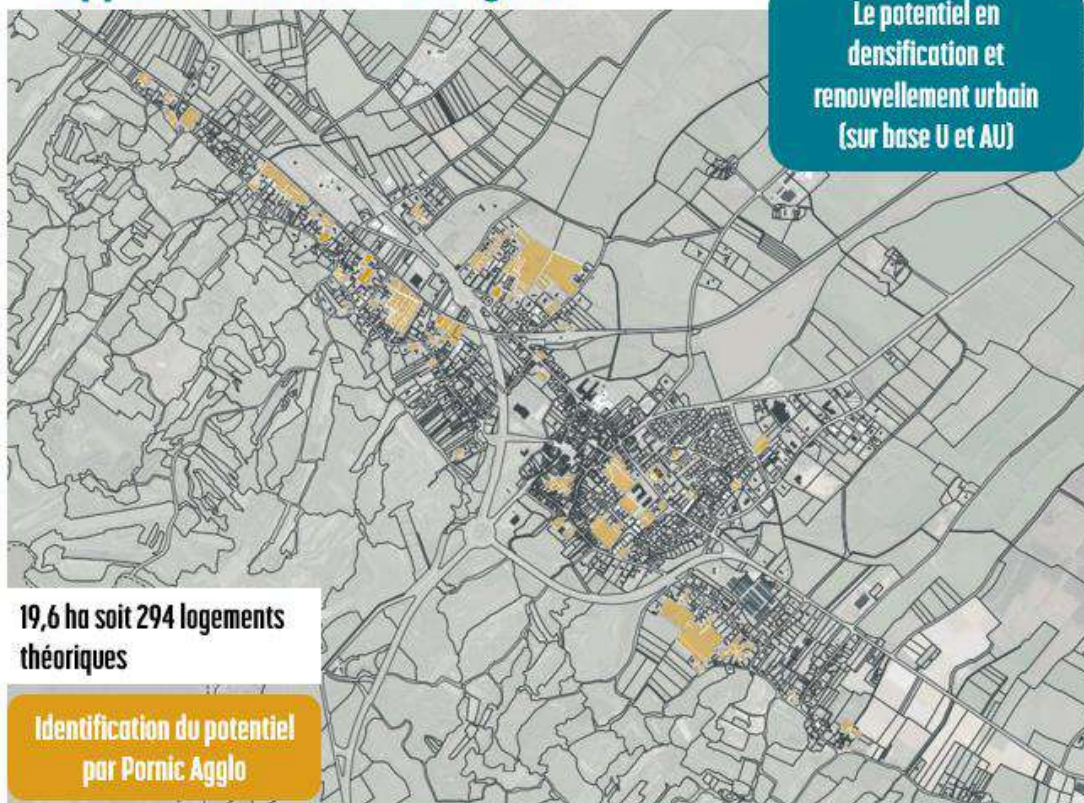 Le potentiel en
densification et
renouvellement urbain
(sur base U et AU)
19,6 ha soit 294 logements
théoriques
Identification du potentiel
par Pornic Agglo